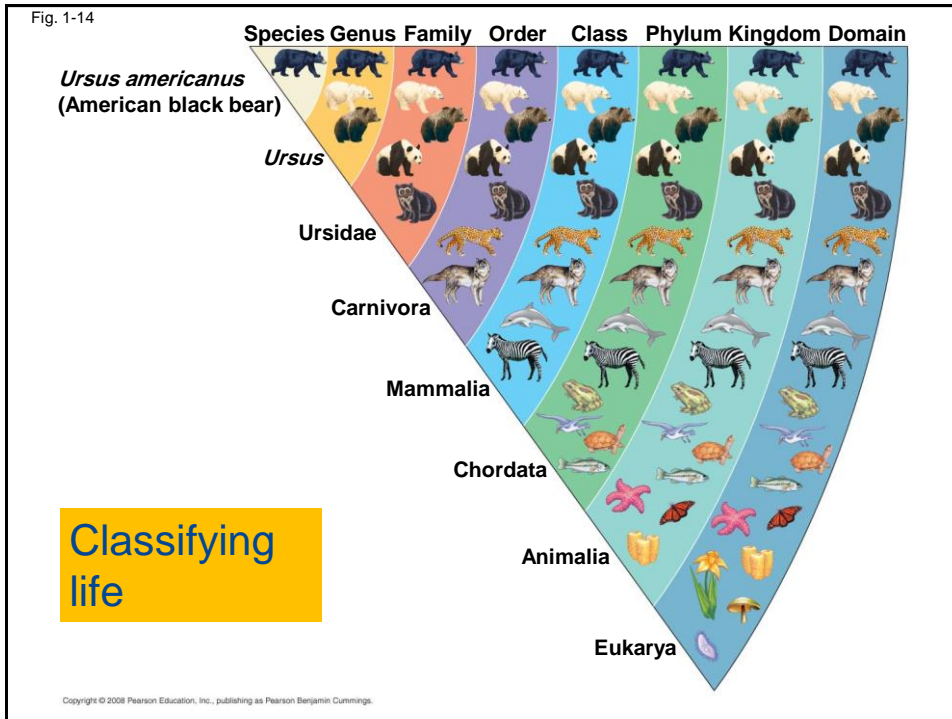 Fig. 1-14
Species Genus Family Order Class Phylum Kingdom Domain
Ursus americanus
(American black bear)
Ursus
Ursidae
Carnivora
Mammalia
Chordata
Classifying
life
Animalia
Eukarya
Copyright © 2008 Pearson Education, Inc., publishing as Pearson Benjamin Cummings.